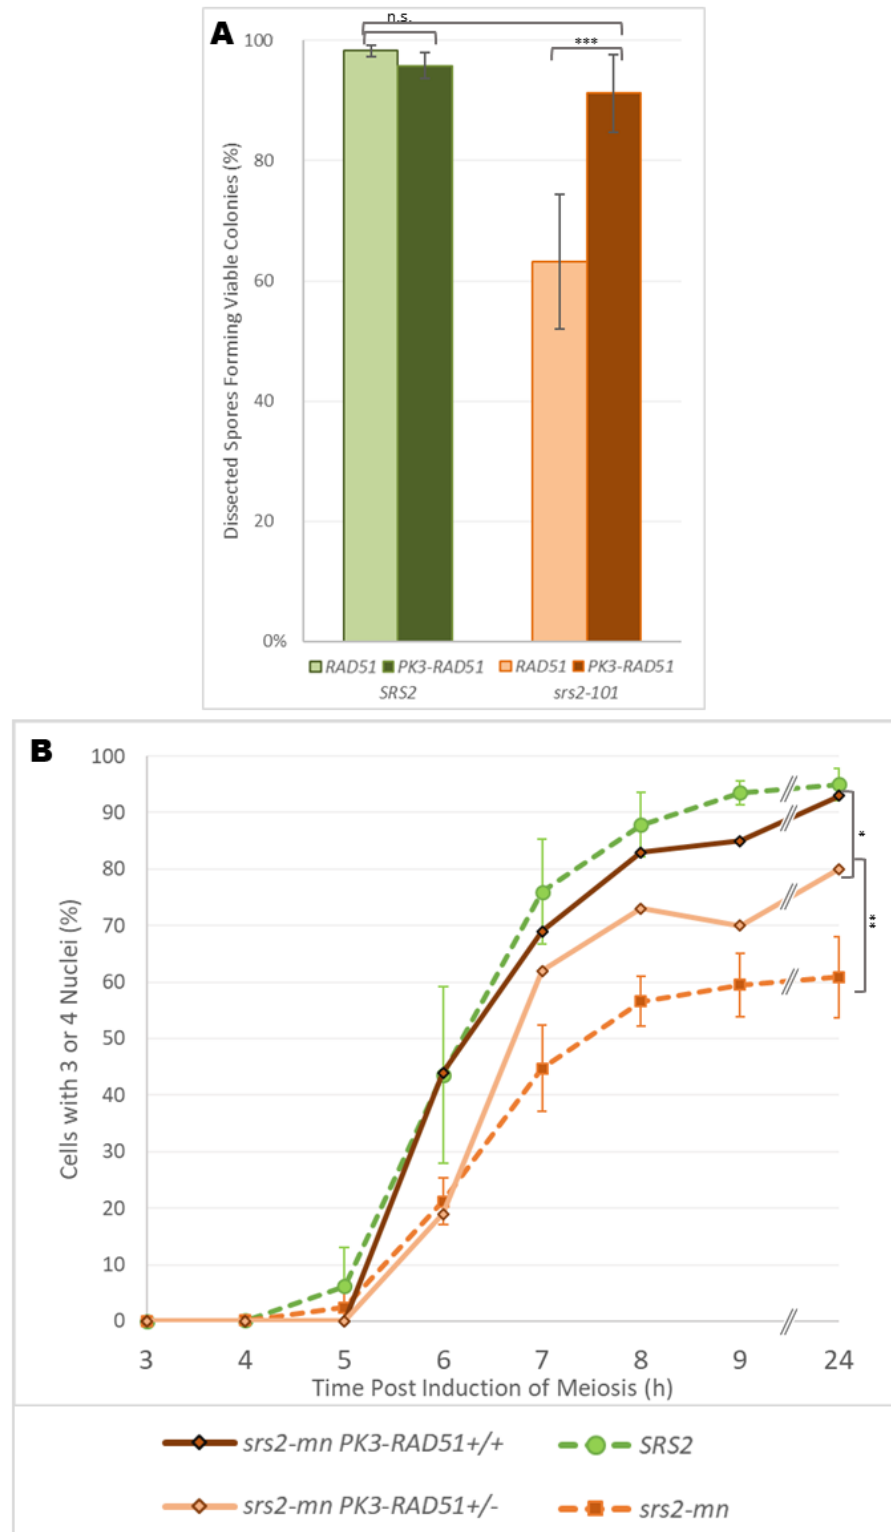 A
n.s.
***
Dissected Spores Forming Viable Colonies (%)
100
80
60
40
20
0%
RAD51 PK3-RAD51 RAD51 PK3-RAD51
SRS2 srs2-101
B
Cells with 3 or 4 Nuclei (%)
100
90
80
70
60
50
40
30
20
10
0
*
**
3 4 5 6 7 8 9 24
Time Post Induction of Meiosis (h)
srs2-mn PK3-RAD51+/+ SRS2
srs2-mn PK3-RAD51+/- srs2-mn